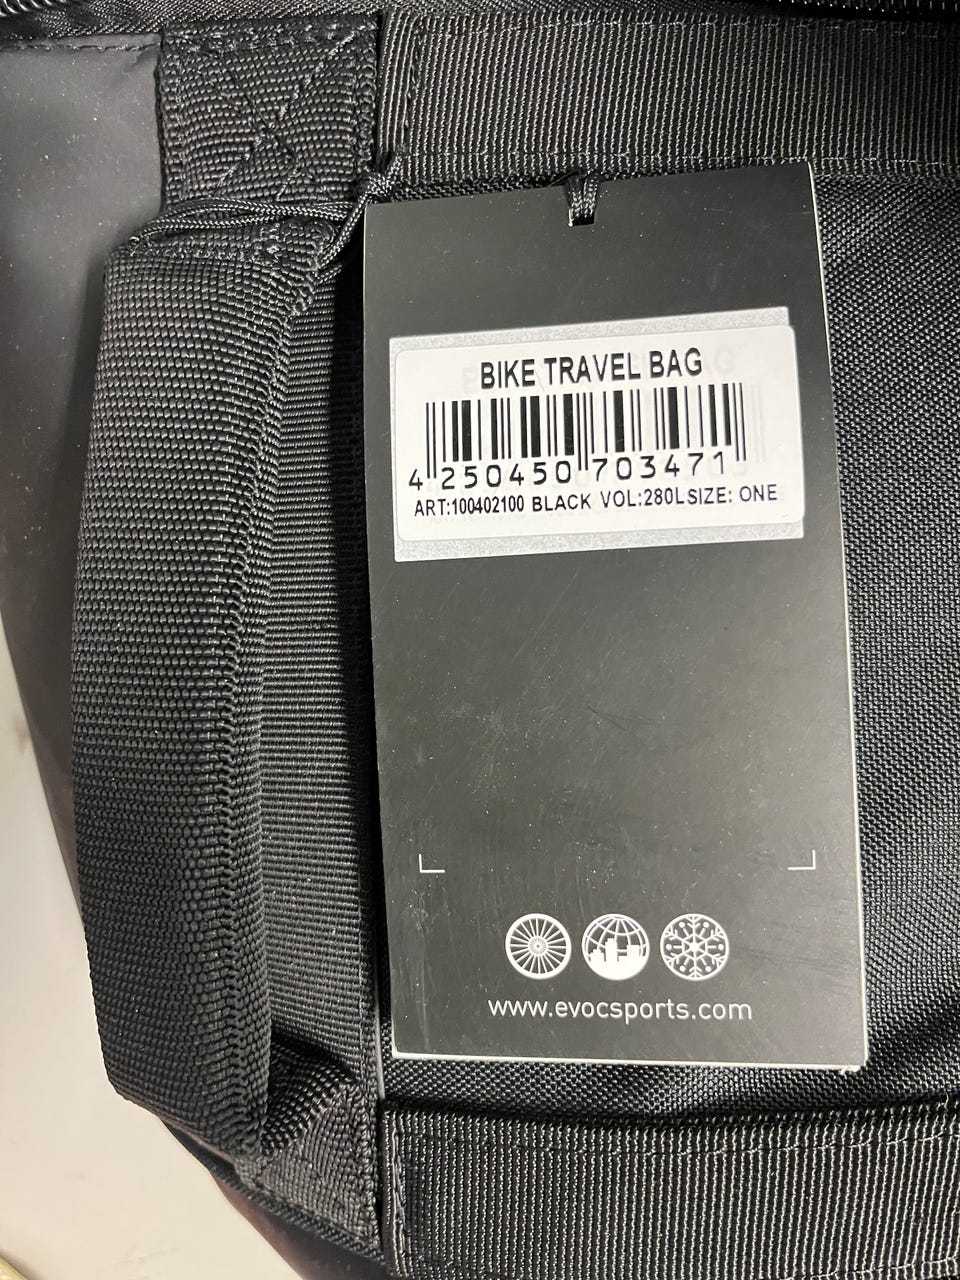 BIKE TRAVEL BAG
4 250450 703471
ART:100402100 BLACK VOL:280LSIZE: ONE
www.evocsports.com